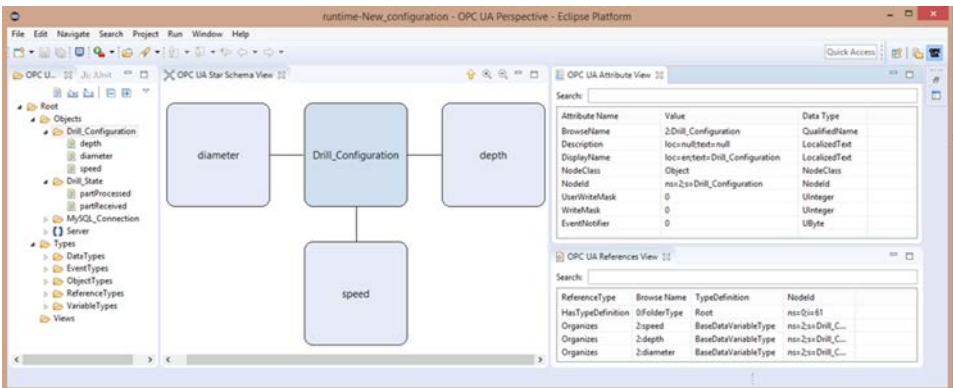 runtime-New_configuration - OPC UA Perspective - Eclipse Platform
File Edit Navigate Search Project Run Window Help
Quick Access
OPC U...
JUnit
Root
Objects
Drill_Configuration
depth
diameter
speed
Drill_State
partProcessed
partReceived
MySQL_Connection
Server
Types
DataTypes
EventTypes
ObjectTypes
ReferenceTypes
VariableTypes
Views
OPC UA Star Schema View
diameter
Drill_Configuration
depth
speed
OPC UA Attribute View
Search:
Attribute Name Value Data Type
BrowseName 2:Drill_Configuration QualifiedName
Description loc=null;text=null LocalizedText
DisplayName loc=en;text=Drill_Configuration LocalizedText
NodeClass Object NodeClass
NodeId ns=2;s=Drill_Configuration NodeId
UserWriteMask 0 UInteger
WriteMask 0 UInteger
EventNotifier 0 UByte
OPC UA References View
Search:
ReferenceType Browse Name TypeDefinition NodeId
HasTypeDefinition 0:FolderType Root ns=0;i=61
Organizes 2:speed BaseDataVariableType ns=2;s=Drill_C...
Organizes 2:depth BaseDataVariableType ns=2;s=Drill_C...
Organizes 2:diameter BaseDataVariableType ns=2;s=Drill_C...